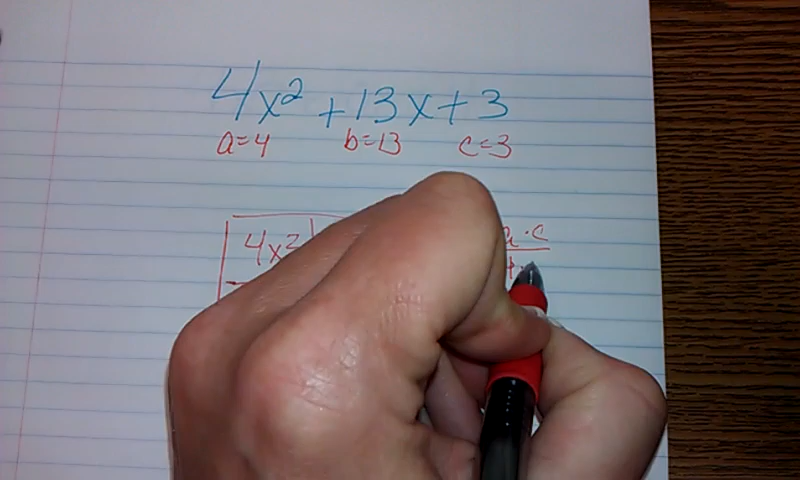 4x² + 13x + 3
a=4 b=13 c=3
4x² a·c